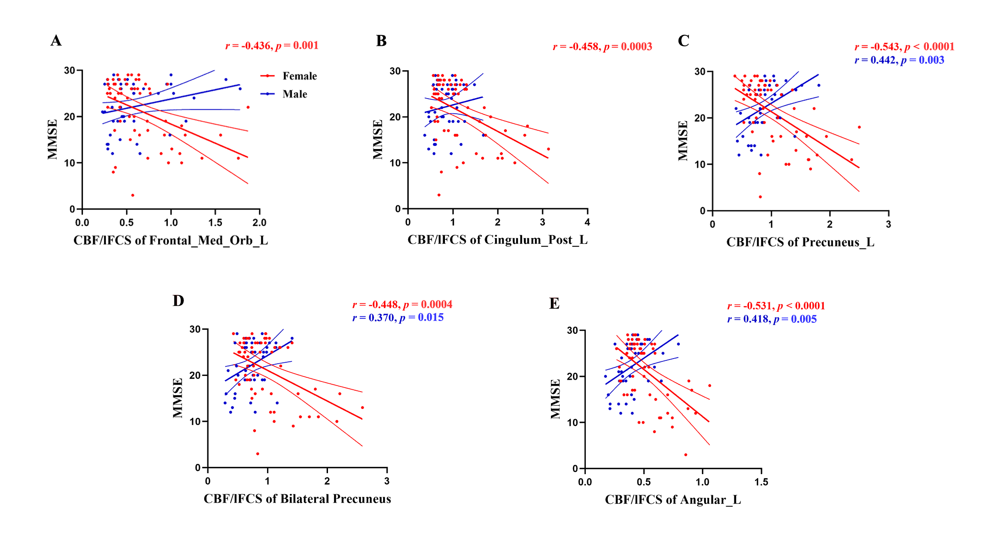 A
r = -0.436, p = 0.001
30
20
10
0
MMSE
0.0 0.5 1.0 1.5 2.0
CBF/lFCS of Frontal_Med_Orb_L
Female
Male
B
r = -0.458, p = 0.0003
30
20
10
0
MMSE
0 1 2 3 4
CBF/lFCS of Cingulum_Post_L
C
r = -0.543, p < 0.0001
r = 0.442, p = 0.003
30
20
10
0
MMSE
0 1 2 3
CBF/lFCS of Precuneus_L
D
r = -0.448, p = 0.0004
r = 0.370, p = 0.015
30
20
10
0
MMSE
0 1 2 3
CBF/lFCS of Bilateral Precuneus
E
r = -0.531, p < 0.0001
r = 0.418, p = 0.005
30
20
10
0
MMSE
0.0 0.5 1.0 1.5
CBF/lFCS of Angular_L